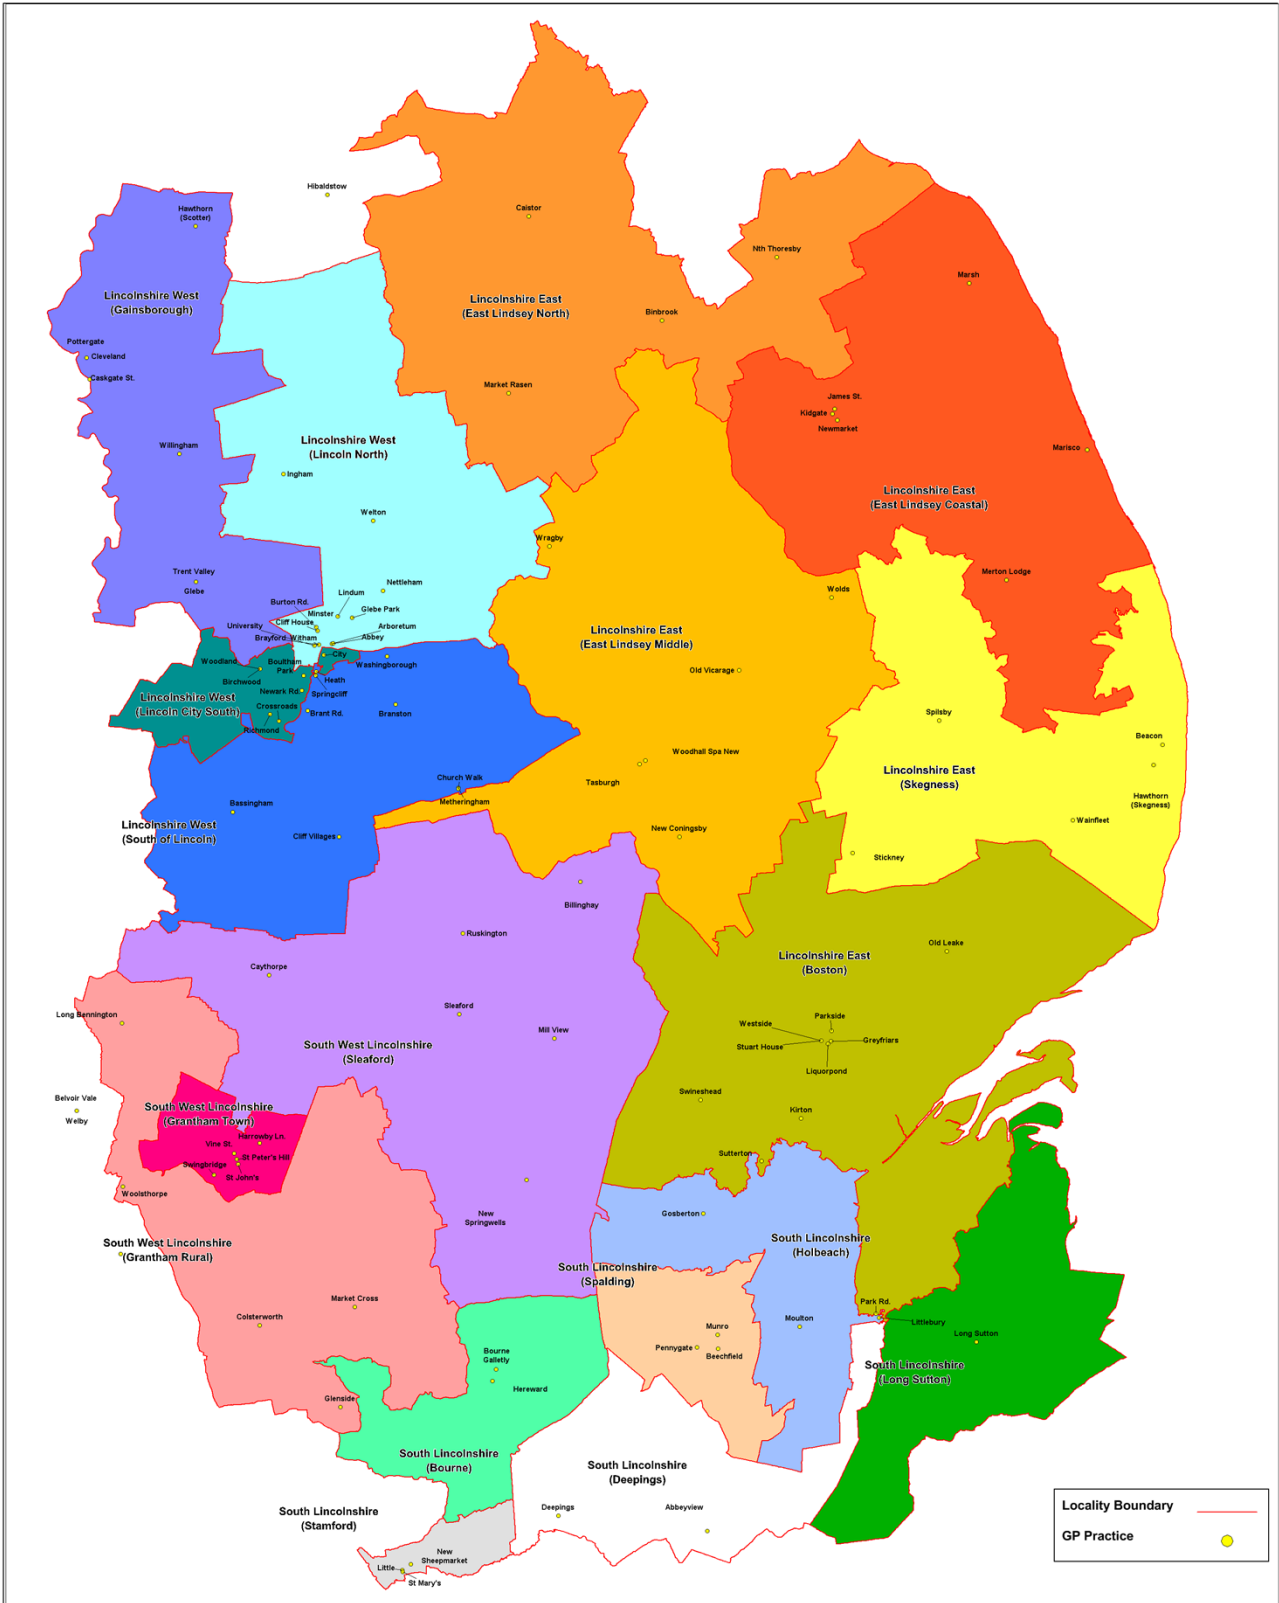 Hibaldstow
Hawthorn
(Scotter)
Caistor
Nth Thoresby
Marsh
Lincolnshire West
(Gainsborough)
Lincolnshire East
(East Lindsey North)
Binbrook
Pottergate
Cleveland
Caskgate St.
Market Rasen
James St.
Kidgate
Newmarket
Lincolnshire West
(Lincoln North)
Willingham
Marisco
Ingham
Lincolnshire East
(East Lindsey Coastal)
Welton
Wragby
Trent Valley
Glebe
Nettleham
Merton Lodge
Wolds
Lindum
Burton Rd.
Minster
Glebe Park
Cliff House
University
Arboretum
Brayford
Witham
Abbey
Lincolnshire East
(East Lindsey Middle)
City
Woodland
Boultham
Park
Washingborough
Birchwood
Heath
Old Vicarage
Newark Rd.
Springcliff
Lincolnshire West
(Lincoln City South)
Crossroads
Brant Rd.
Branston
Richmond
Spilsby
Beacon
Woodhall Spa New
Tasburgh
Lincolnshire East
(Skegness)
Church Walk
Metheringham
Hawthorn
(Skegness)
Bassingham
Wainfleet
Lincolnshire West
(South of Lincoln)
Cliff Villages
New Coningsby
Stickney
Billinghay
Ruskington
Old Leake
Lincolnshire East
(Boston)
Caythorpe
Sleaford
Long Bennington
Parkside
Westside
Mill View
Stuart House
Greyfriars
South West Lincolnshire
(Sleaford)
Liquorpond
Swineshead
Belvoir Vale
Welby
South West Lincolnshire
(Grantham Town)
Kirton
Harrowby Ln.
Vine St.
St Peter's Hill
Swingbridge
St John's
Sutterton
Woolsthorpe
New
Springwells
Gosberton
South West Lincolnshire
(Grantham Rural)
South Lincolnshire
(Holbeach)
South Lincolnshire
(Spalding)
Market Cross
Park Rd.
Colsterworth
Moulton
Littlebury
Munro
Long Sutton
Pennygate
Beechfield
Bourne
Galletly
South Lincolnshire
(Long Sutton)
Hereward
Glenside
South Lincolnshire
(Bourne)
South Lincolnshire
(Deepings)
South Lincolnshire
(Stamford)
Deepings
Abbeyview
Locality Boundary
GP Practice
New
Sheepmarket
Little
St Mary's